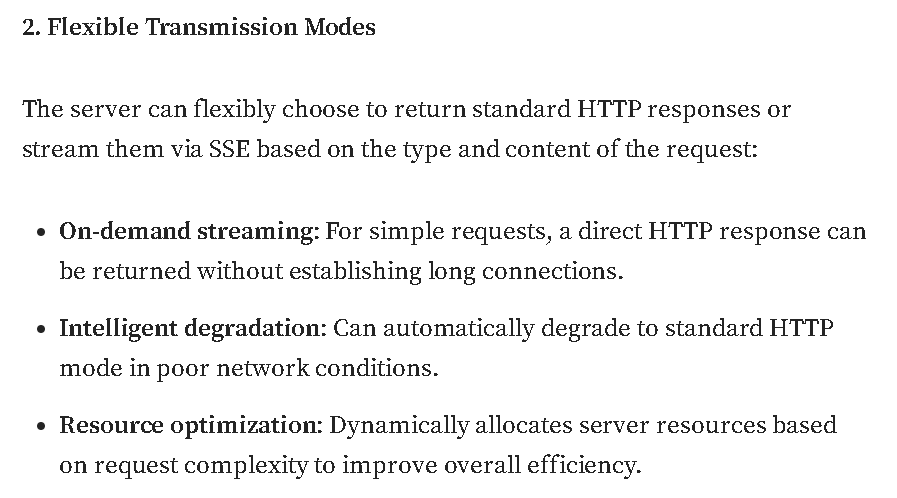 2. Flexible Transmission Modes
The server can flexibly choose to return standard HTTP responses or
stream them via SSE based on the type and content of the request:
• On-demand streaming: For simple requests, a direct HTTP response can
be returned without establishing long connections.
• Intelligent degradation: Can automatically degrade to standard HTTP
mode in poor network conditions.
• Resource optimization: Dynamically allocates server resources based
on request complexity to improve overall efficiency.